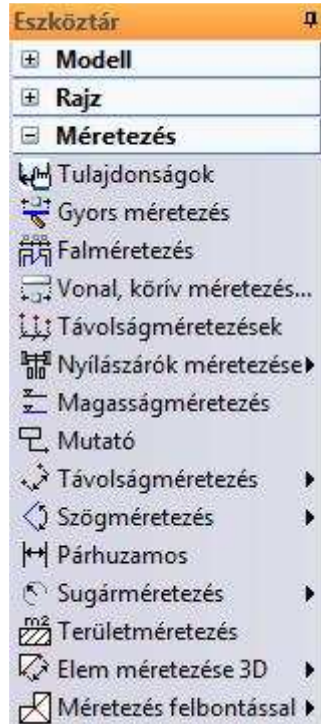 Eszköztár
Modell
Rajz
Méretezés
Tulajdonságok
Gyors méretezés
Falméretezés
Vonal, körív méretezés...
Távolságméretezések
Nyílászárók méretezése
Magasságméretezés
Mutató
Távolságméretezés
Szögméretezés
Párhuzamos
Sugárméretezés
m2 Területméretezés
Elem méretezése 3D
Méretezés felbontással